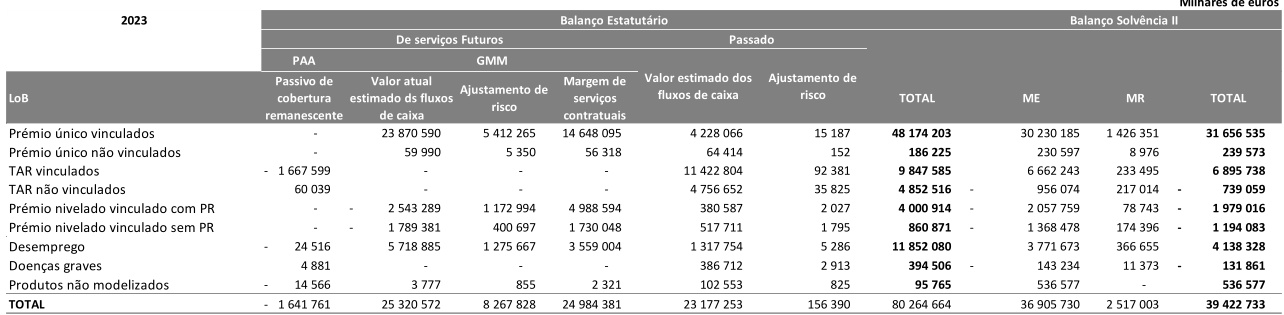 Milhares de euros
2023 Balanço Estatutário Balanço Solvência II
De serviços Futuros Passado
PAA GMM
LoB Passivo de cobertura remanescente Valor atual estimado ds fluxos de caixa Ajustamento de risco Margem de serviços contratuais Valor estimado dos fluxos de caixa Ajustamento de risco TOTAL ME MR TOTAL
Prémio único vinculados - 23 870 590 5 412 265 14 648 095 4 228 066 15 187 48 174 203 30 230 185 1 426 351 31 656 535
Prémio único não vinculados - 59 990 5 350 56 318 64 414 152 186 225 230 597 8 976 239 573
TAR vinculados - 1 667 599 - - - 11 422 804 92 381 9 847 585 6 662 243 233 495 6 895 738
TAR não vinculados 60 039 - - - 4 756 652 35 825 4 852 516 - 956 074 217 014 - 739 059
Prémio nivelado vinculado com PR - - 2 543 289 1 172 994 4 988 594 380 587 2 027 4 000 914 - 2 057 759 78 743 - 1 979 016
Prémio nivelado vinculado sem PR - - 1 789 381 400 697 1 730 048 517 711 1 795 860 871 - 1 368 478 174 396 - 1 194 083
Desemprego - 24 516 5 718 885 1 275 667 3 559 004 1 317 754 5 286 11 852 080 3 771 673 366 655 4 138 328
Doenças graves 4 881 - - - 386 712 2 913 394 506 - 143 234 11 373 - 131 861
Produtos não modelizados - 14 566 3 777 855 2 321 102 553 825 95 765 536 577 - 536 577
TOTAL - 1 641 761 25 320 572 8 267 828 24 984 381 23 177 253 156 390 80 264 664 36 905 730 2 517 003 39 422 733